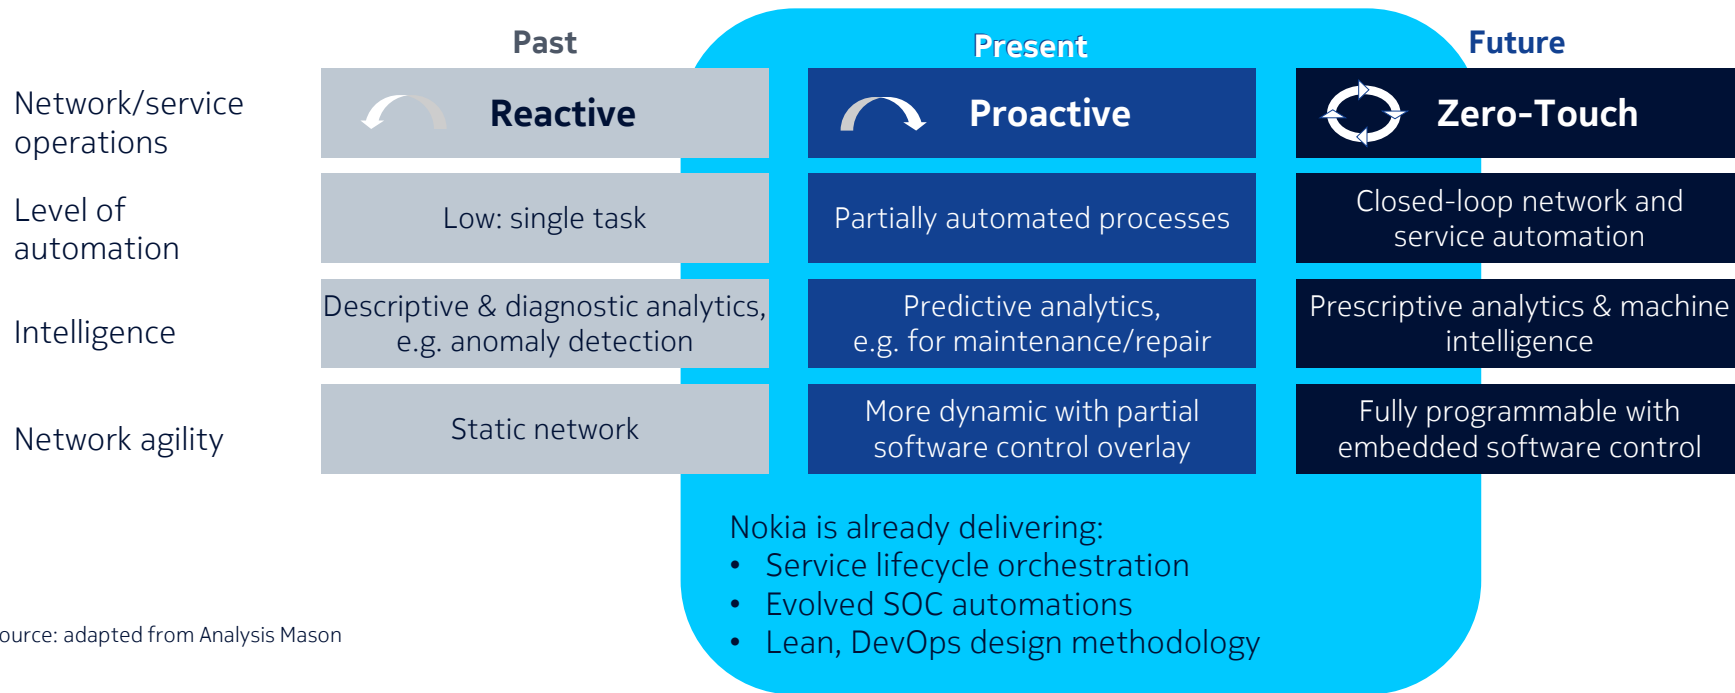 Past
Present
Future
Network/service
operations
Reactive
Proactive
Zero-Touch
Level of
automation
Low: single task
Partially automated processes
Closed-loop network and
service automation
Intelligence
Descriptive & diagnostic analytics,
e.g. anomaly detection
Predictive analytics,
e.g. for maintenance/repair
Prescriptive analytics & machine
intelligence
Network agility
Static network
More dynamic with partial
software control overlay
Fully programmable with
embedded software control
Nokia is already delivering:
• Service lifecycle orchestration
• Evolved SOC automations
• Lean, DevOps design methodology
ource: adapted from Analysis Mason